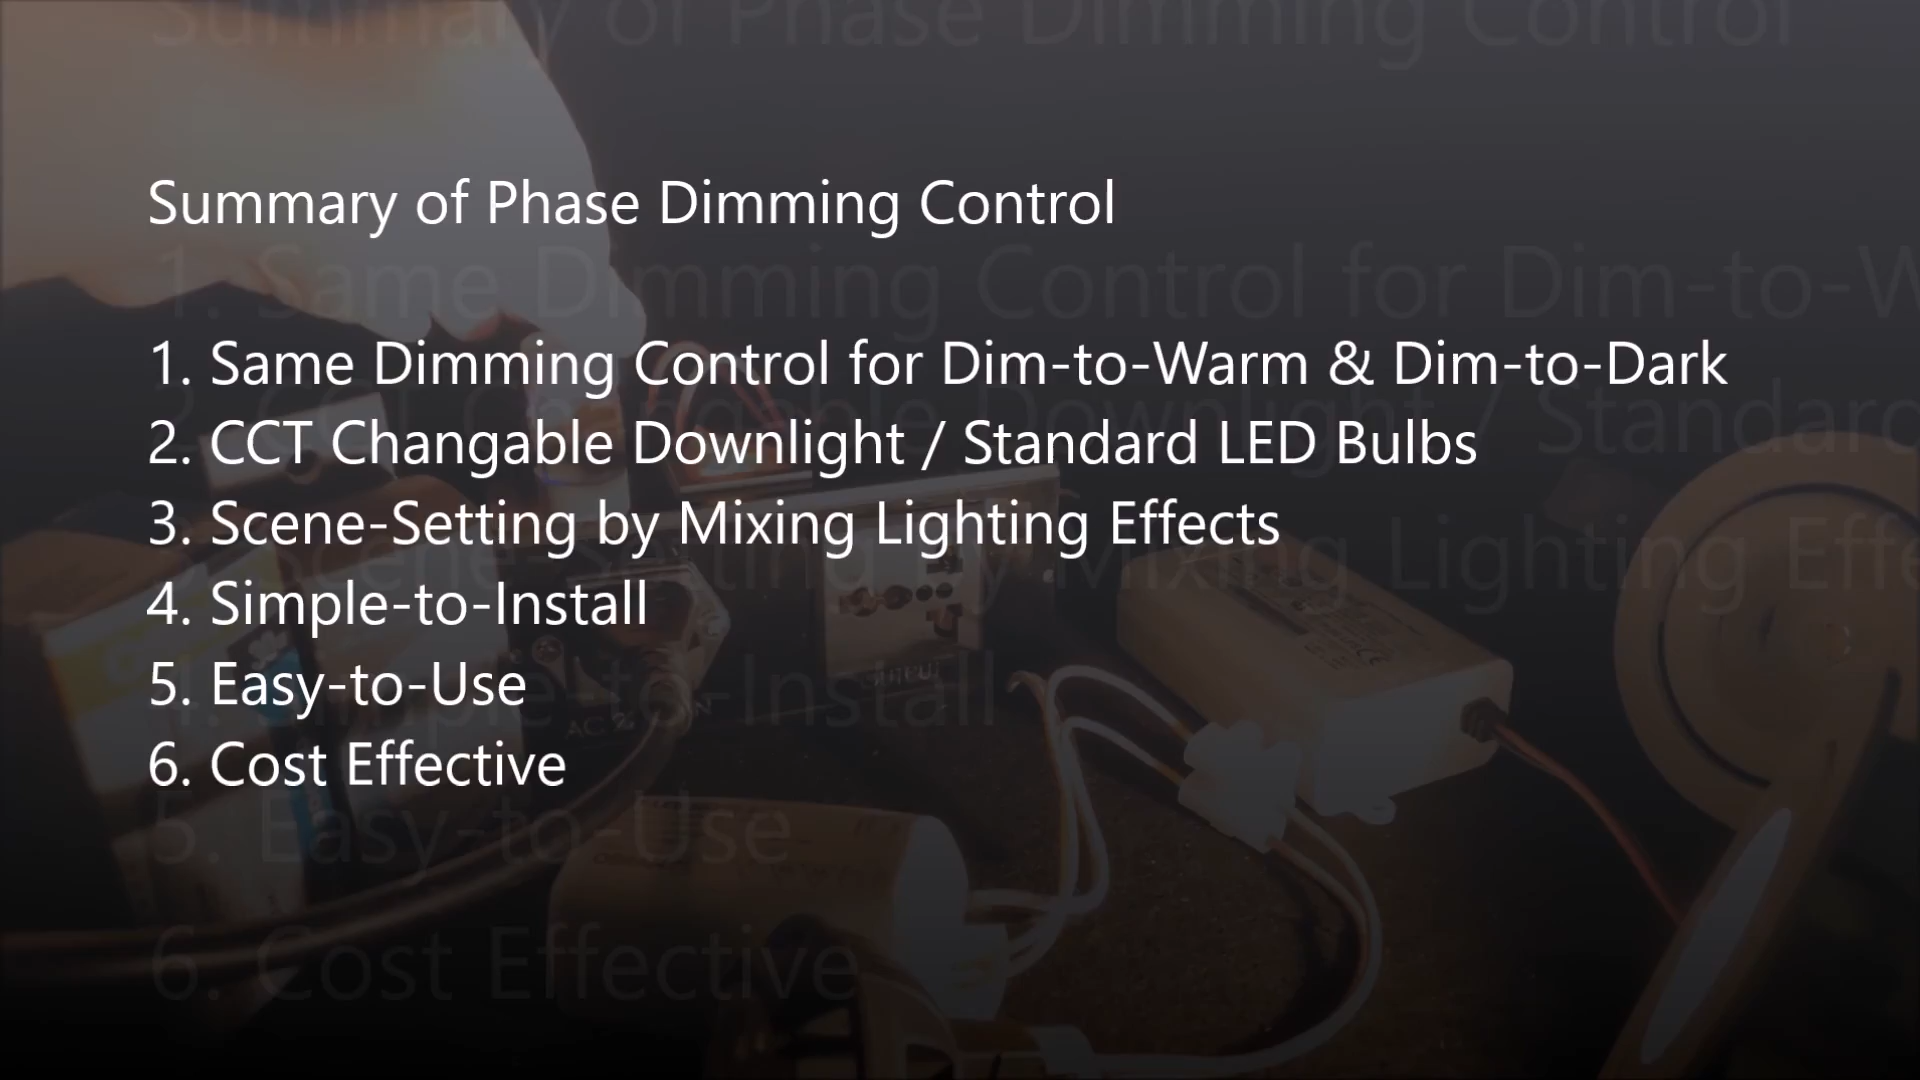 Summary of Phase Dimming Control
1. Same Dimming Control for Dim-to-Warm & Dim-to-Dark
2. CCT Changable Downlight / Standard LED Bulbs
3. Scene-Setting by Mixing Lighting Effects
4. Simple-to-Install
5. Easy-to-Use
6. Cost Effective